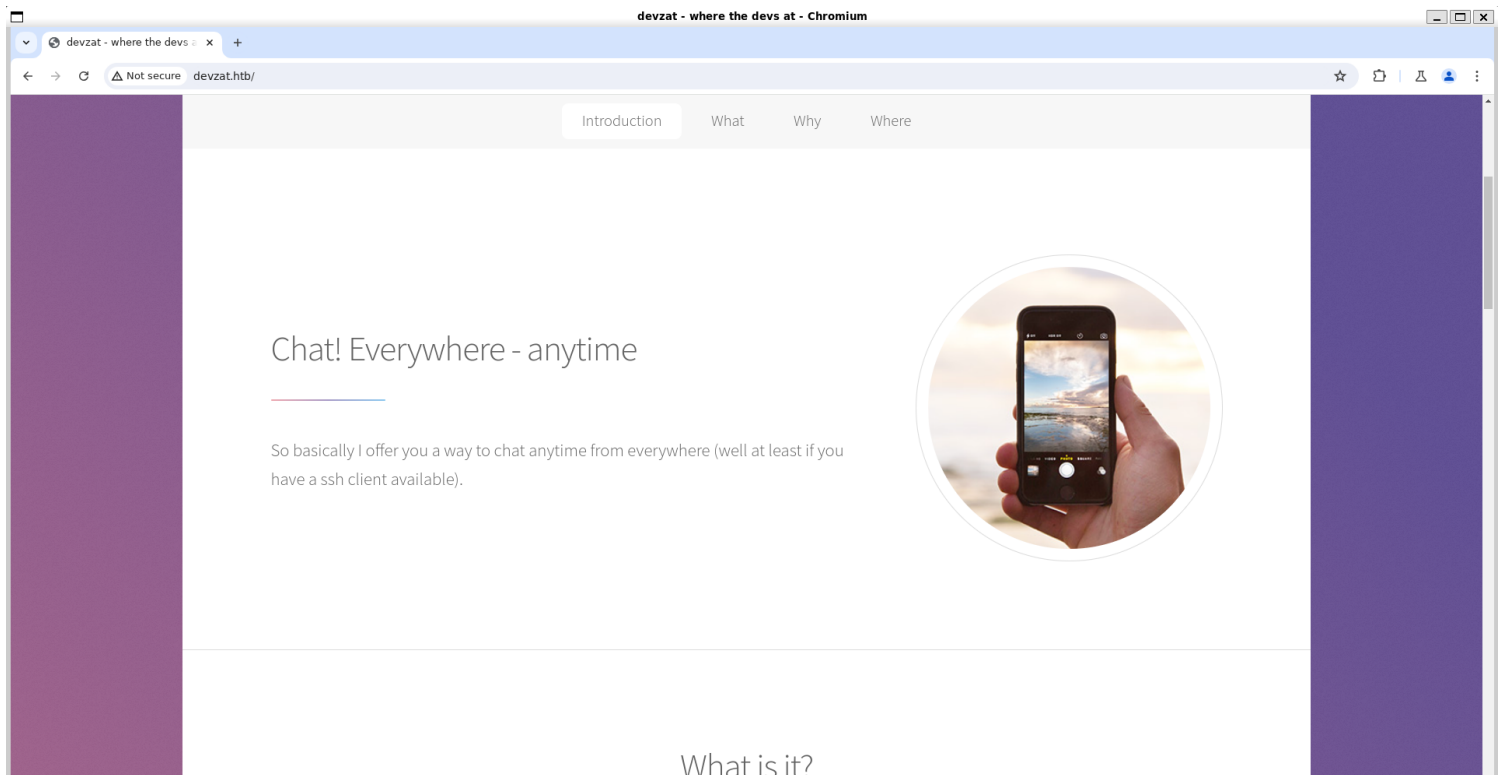 devzat - where the devs at - Chromium
devzat - where the devs a
Not secure devzat.htb/
Introduction What Why Where
Chat! Everywhere - anytime
So basically I offer you a way to chat anytime from everywhere (well at least if you
have a ssh client available).
What is it?